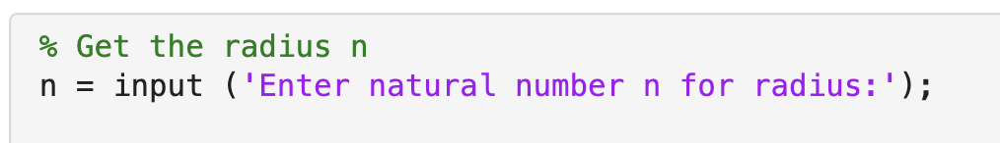 % Get the radius n
n = input ('Enter natural number n for radius:');